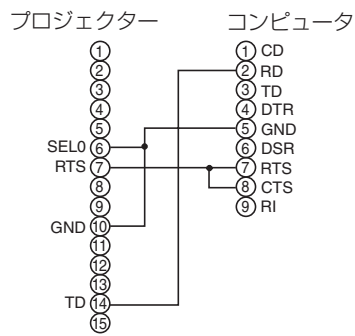 プロジェクター
①
②
③
④
⑤
SEL0 ⑥
RTS ⑦
⑧
⑨
GND ⑩
⑪
⑫
⑬
TD ⑭
⑮
コンピュータ
① CD
② RD
③ TD
④ DTR
⑤ GND
⑥ DSR
⑦ RTS
⑧ CTS
⑨ RI